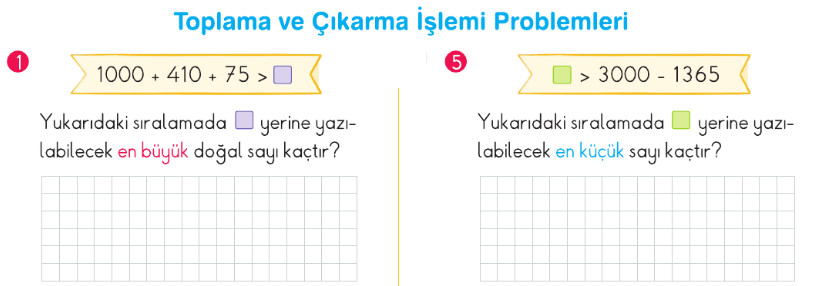 Toplama ve Çıkarma İşlemi Problemleri
1
1000 + 410 + 75 >
Yukarıdaki sıralamada yerine yazı-
labilecek en büyük doğal sayı kaçtır?
5
> 3000 - 1365
Yukarıdaki sıralamada yerine yazı-
labilecek en küçük sayı kaçtır?